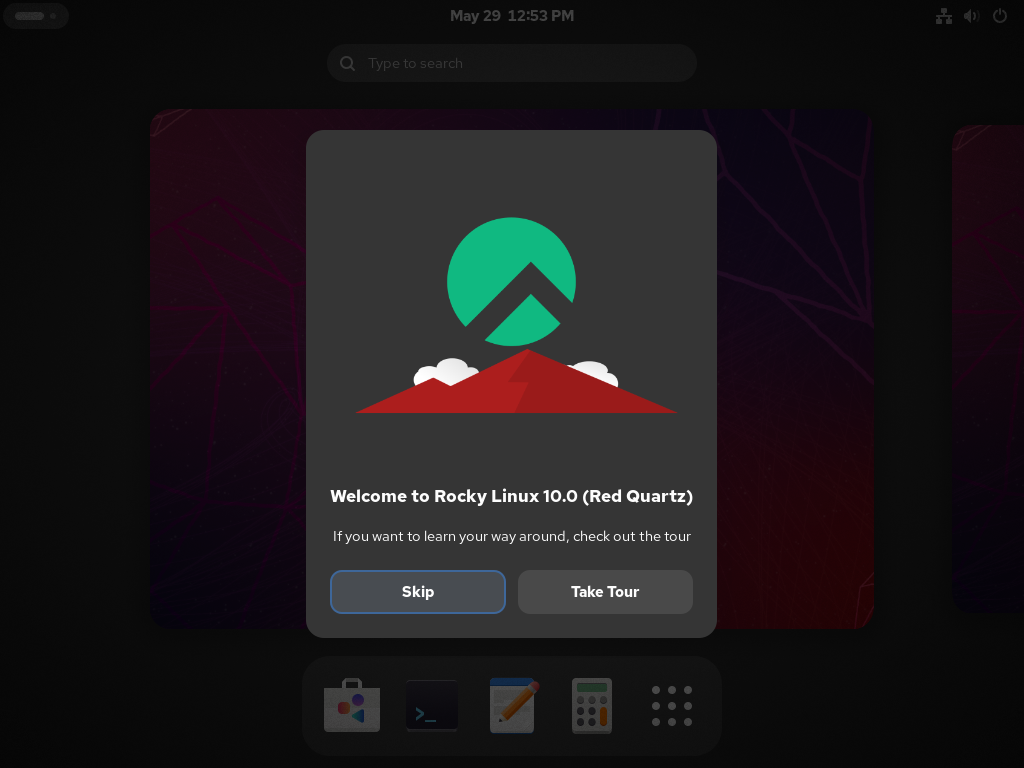 May 29 12:53 PM
Type to search
Welcome to Rocky Linux 10.0 (Red Quartz)
If you want to learn your way around, check out the tour
Skip
Take Tour
>_